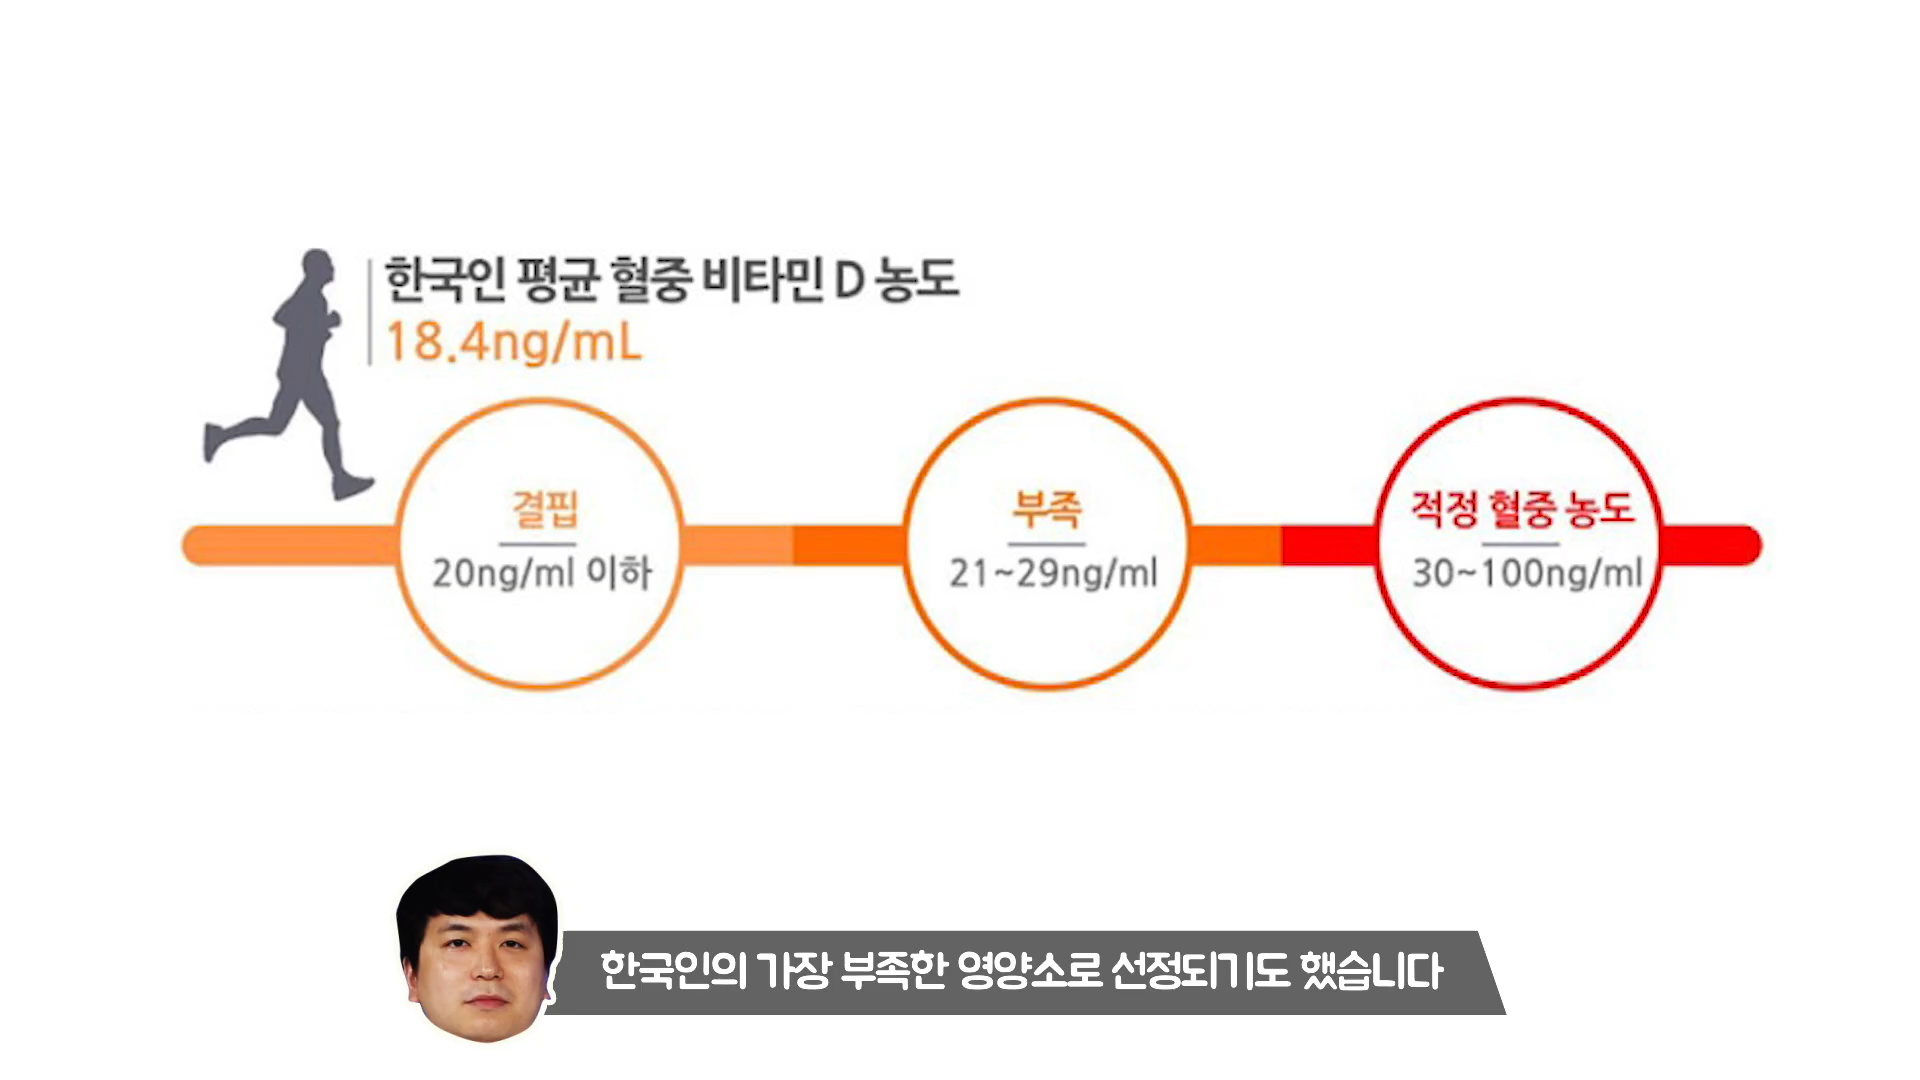 한국인 평균 혈중 비타민 D 농도
18.4ng/mL
결핍
20ng/ml 이하
부족
21~29ng/ml
적정 혈중 농도
30~100ng/ml
한국인의 가장 부족한 영양소로 선정되기도 했습니다